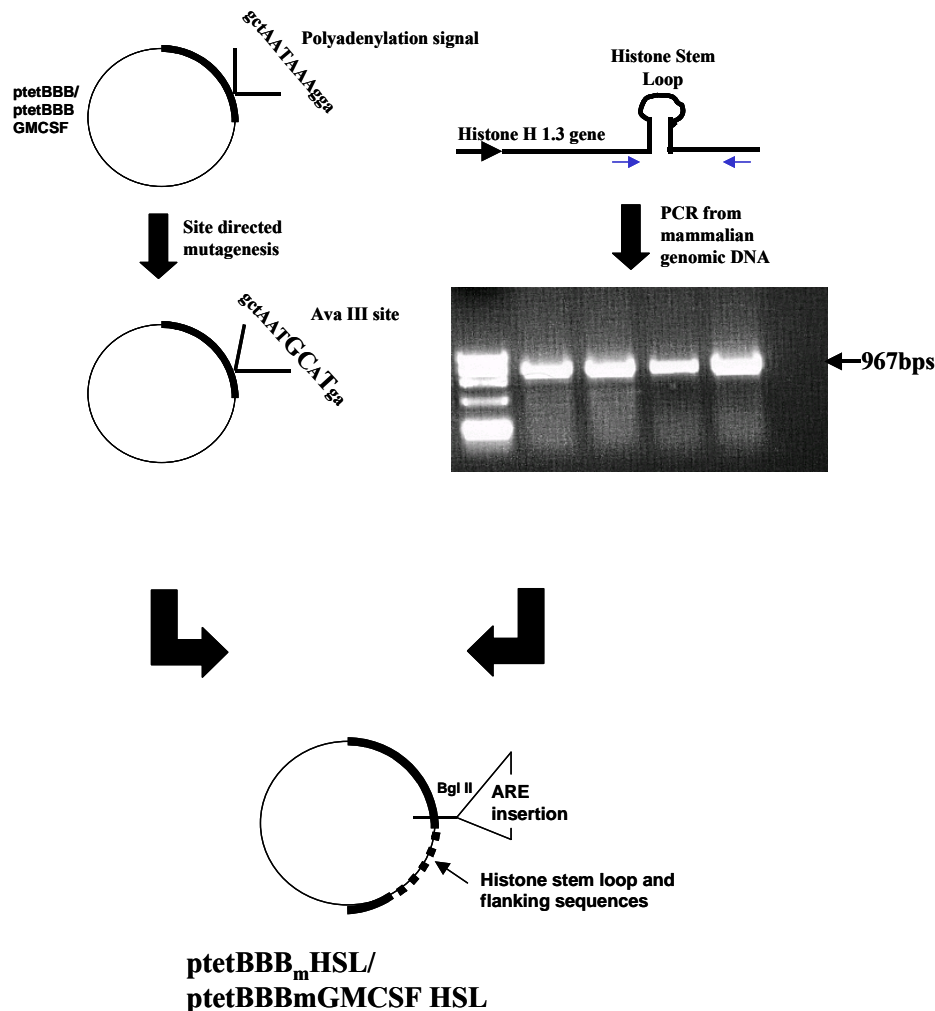 gctAATAAAgga
Polyadenylation signal
ptetBBB/
ptetBBB
GMCSF
Histone Stem
Loop
Histone H 1.3 gene
Site directed
mutagenesis
PCR from
mammalian
genomic DNA
gctAATGCATga
Ava III site
967bps
Bgl II
ARE
insertion
Histone stem loop and
flanking sequences
ptetBBBmHSL/
ptetBBBmGMCSF HSL